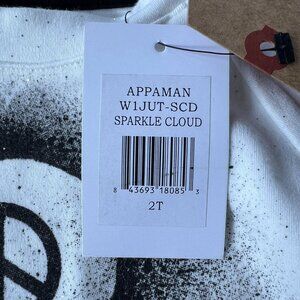 APPAMAN
W1JUT-SCD
SPARKLE CLOUD
8 43693 18085 3
2T